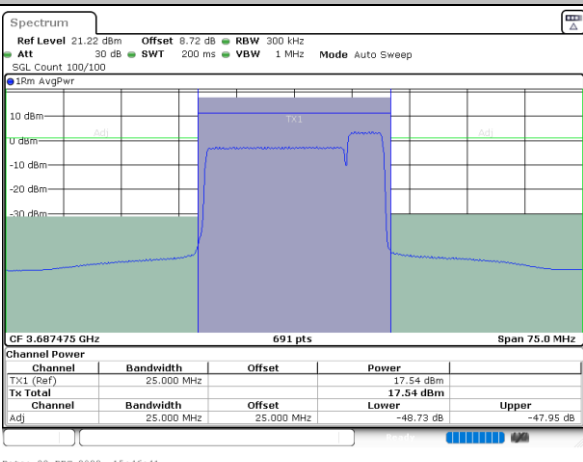 Spectrum
Ref Level 21.22 dBm Offset 8.72 dB RBW 300 kHz
Att 30 dB SWT 200 ms VBW 1 MHz Mode Auto Sweep
SGL Count 100/100
1Rm AvgPwr
10 dBm
TX1
Adj Adj
0 dBm
-10 dBm
-20 dBm
-30 dBm
CF 3.687475 GHz 691 pts Span 75.0 MHz
Channel Power
Channel Bandwidth Offset Power
TX1 (Ref) 25.000 MHz 17.54 dBm
Tx Total 17.54 dBm
Channel Bandwidth Offset Lower Upper
Adj 25.000 MHz 25.000 MHz -48.73 dB -47.95 dB
Ready